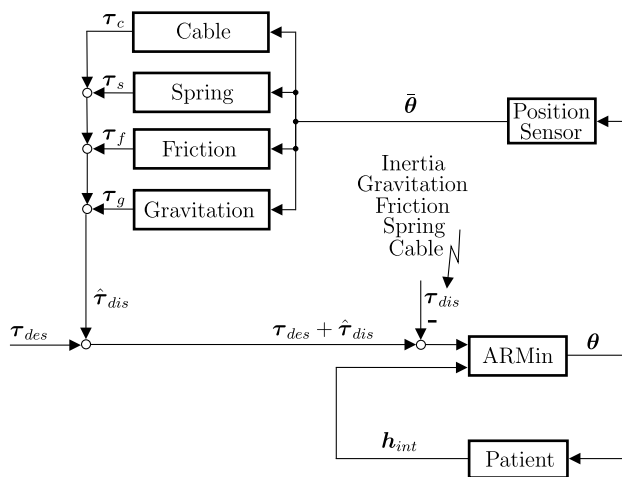 τ_c
Cable
τ_s
Spring
θ̄
Position
Sensor
τ_f
Friction
Inertia
Gravitation
Friction
Spring
Cable
τ_g
Gravitation
τ̂_dis
τ_dis
-
τ_des
τ_des + τ̂_dis
ARMin
θ
h_int
Patient